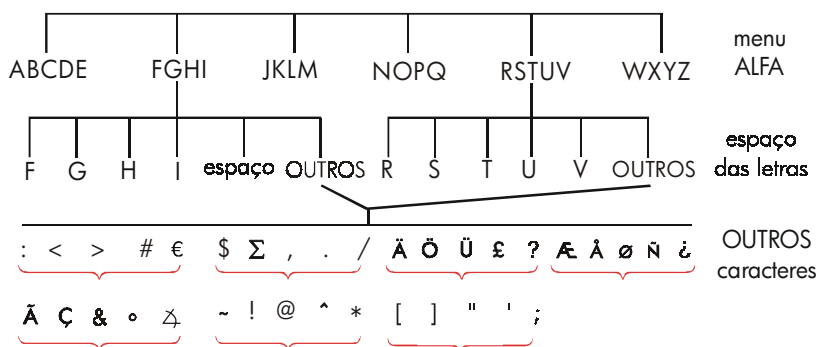 menu
ABCDE FGHI JKLM NOPQ RSTUV WXYZ ALFA
espaço
F G H I espaço OUTROS R S T U V OUTROS das letras
: < > # € $ Σ , . / Ä Ö Ü £ ? Æ Å Ø Ñ ¿ OUTROS
caracteres
Ã Ç & ° ∡ ~ ! @ ^ * [ ] " ' ;